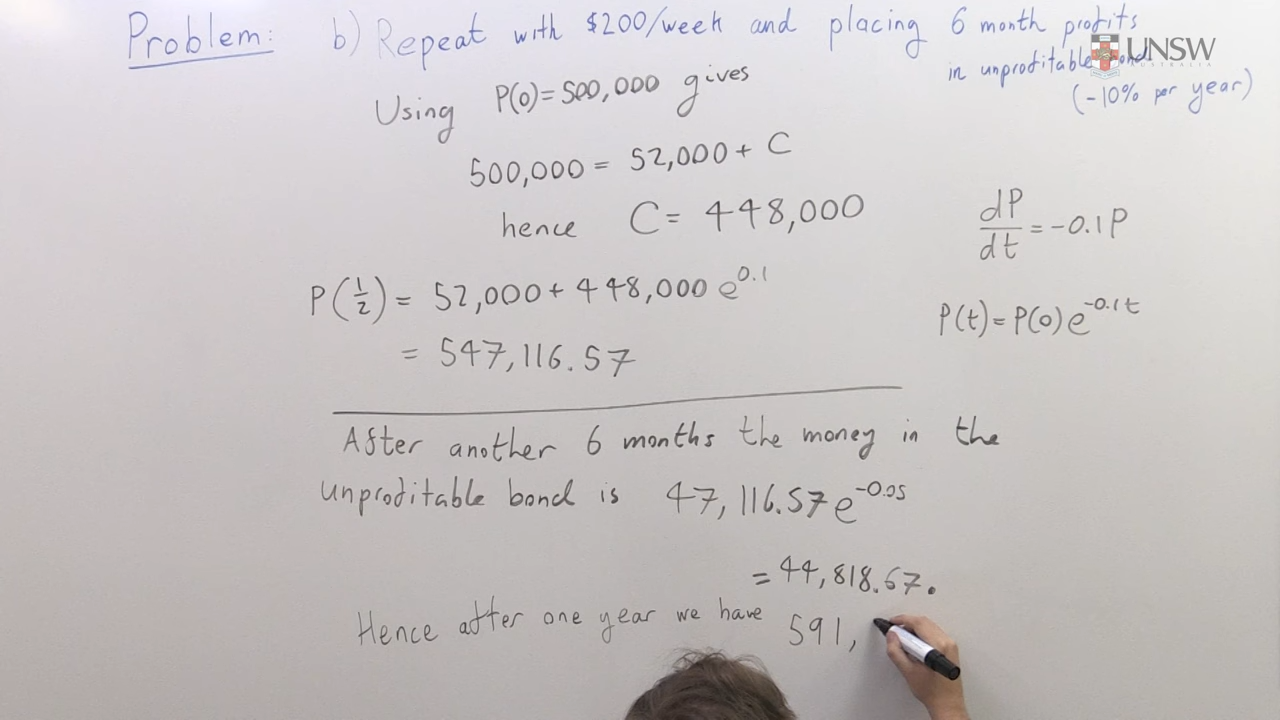 Problem: b) Repeat with $200/week and placing 6 month profits
in unprofitable bond
(-10% per year)
UNSW
AUSTRALIA
Using P(0)=500,000 gives
500,000 = 52,000 + C
hence C= 448,000
dP/dt = -0.1P
P(1/2) = 52,000 + 448,000 e^0.1
P(t) = P(0) e^-0.1t
= 547,116.57
After another 6 months the money in the
unprofitable bond is 47,116.57 e^-0.05
= 44,818.67.
Hence after one year we have 591,